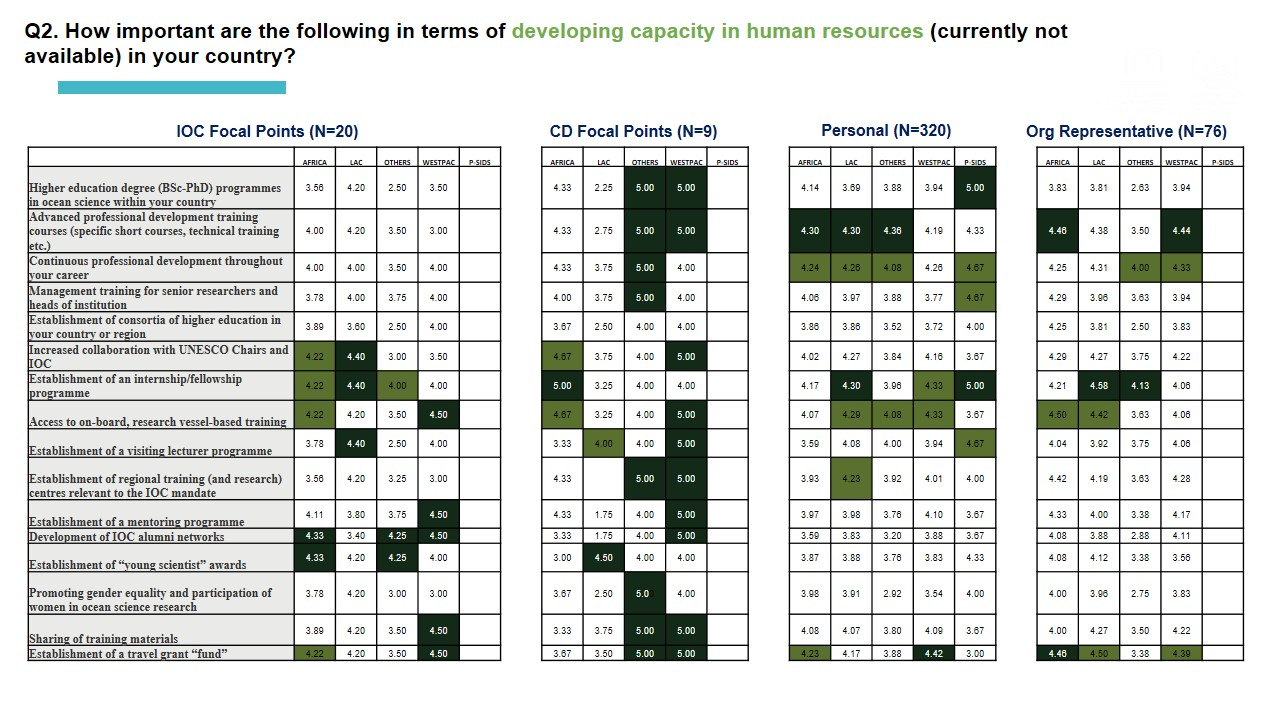 Q2. How important are the following in terms of developing capacity in human resources (currently not
available) in your country?
IOC Focal Points (N=20) CD Focal Points (N=9) Personal (N=320) Org Representative (N=76)
AFRICA LAC OTHERS WESTPAC P-SIDS AFRICA LAC OTHERS WESTPAC P-SIDS AFRICA LAC OTHERS WESTPAC P-SIDS AFRICA LAC OTHERS WESTPAC P-SIDS
Higher education degree (BSc-PhD) programmes
in ocean science within your country
3.56 4.20 2.50 3.50 4.33 2.25 5.00 5.00 4.14 3.69 3.88 3.94 5.00 3.83 3.81 2.63 3.94
Advanced professional development training
courses (specific short courses, technical training
etc.)
4.00 4.20 3.50 3.00 4.33 2.75 5.00 5.00 4.30 4.30 4.36 4.19 4.33 4.46 4.38 3.50 4.44
Continuous professional development throughout
your career
4.00 4.00 3.50 4.00 4.33 3.75 5.00 4.00 4.24 4.26 4.08 4.26 4.67 4.25 4.31 4.00 4.33
Management training for senior researchers and
heads of institution
3.78 4.00 3.75 4.00 4.00 3.75 5.00 4.00 4.06 3.97 3.88 3.77 4.67 4.29 3.96 3.63 3.94
Establishment of consortia of higher education in
your country or region
3.89 3.60 2.50 4.00 3.67 2.50 4.00 4.00 3.86 3.86 3.52 3.72 4.00 4.25 3.81 2.50 3.83
Increased collaboration with UNESCO Chairs and
IOC
4.22 4.40 3.00 3.50 4.67 3.75 4.00 5.00 4.02 4.27 3.84 4.16 3.67 4.29 4.27 3.75 4.22
Establishment of an internship/fellowship
programme
4.22 4.40 4.00 4.00 5.00 3.25 4.00 4.00 4.17 4.30 3.96 4.33 5.00 4.21 4.58 4.13 4.06
Access to on-board, research vessel-based training
4.22 4.20 3.50 4.50 4.67 3.25 4.00 5.00 4.07 4.29 4.08 4.33 3.67 4.50 4.42 3.63 4.06
Establishment of a visiting lecturer programme
3.78 4.40 2.50 4.00 3.33 4.00 4.00 5.00 3.59 4.08 4.00 3.94 4.67 4.04 3.92 3.75 4.06
Establishment of regional training (and research)
centres relevant to the IOC mandate
3.56 4.20 3.25 3.00 4.33 5.00 5.00 3.93 4.23 3.92 4.01 4.00 4.42 4.19 3.63 4.28
Establishment of a mentoring programme
4.11 3.80 3.75 4.50 4.33 1.75 4.00 5.00 3.97 3.98 3.76 4.10 3.67 4.33 4.00 3.38 4.17
Development of IOC alumni networks
4.33 3.40 4.25 4.50 3.33 1.75 4.00 5.00 3.59 3.83 3.20 3.88 3.67 4.08 3.88 2.88 4.11
Establishment of “young scientist” awards
4.33 4.20 4.25 4.00 3.00 4.50 4.00 4.00 3.87 3.88 3.76 3.83 4.33 4.08 4.12 3.38 3.56
Promoting gender equality and participation of
women in ocean science research
3.78 4.20 3.00 3.00 3.67 2.50 5.0 4.00 3.98 3.91 2.92 3.54 4.00 4.00 3.96 2.75 3.83
Sharing of training materials
3.89 4.20 3.50 4.50 3.33 3.75 5.00 5.00 4.08 4.07 3.80 4.09 3.67 4.00 4.27 3.50 4.22
Establishment of a travel grant “fund”
4.22 4.20 3.50 4.50 3.67 3.50 5.00 5.00 4.23 4.17 3.88 4.42 3.00 4.46 4.50 3.38 4.39